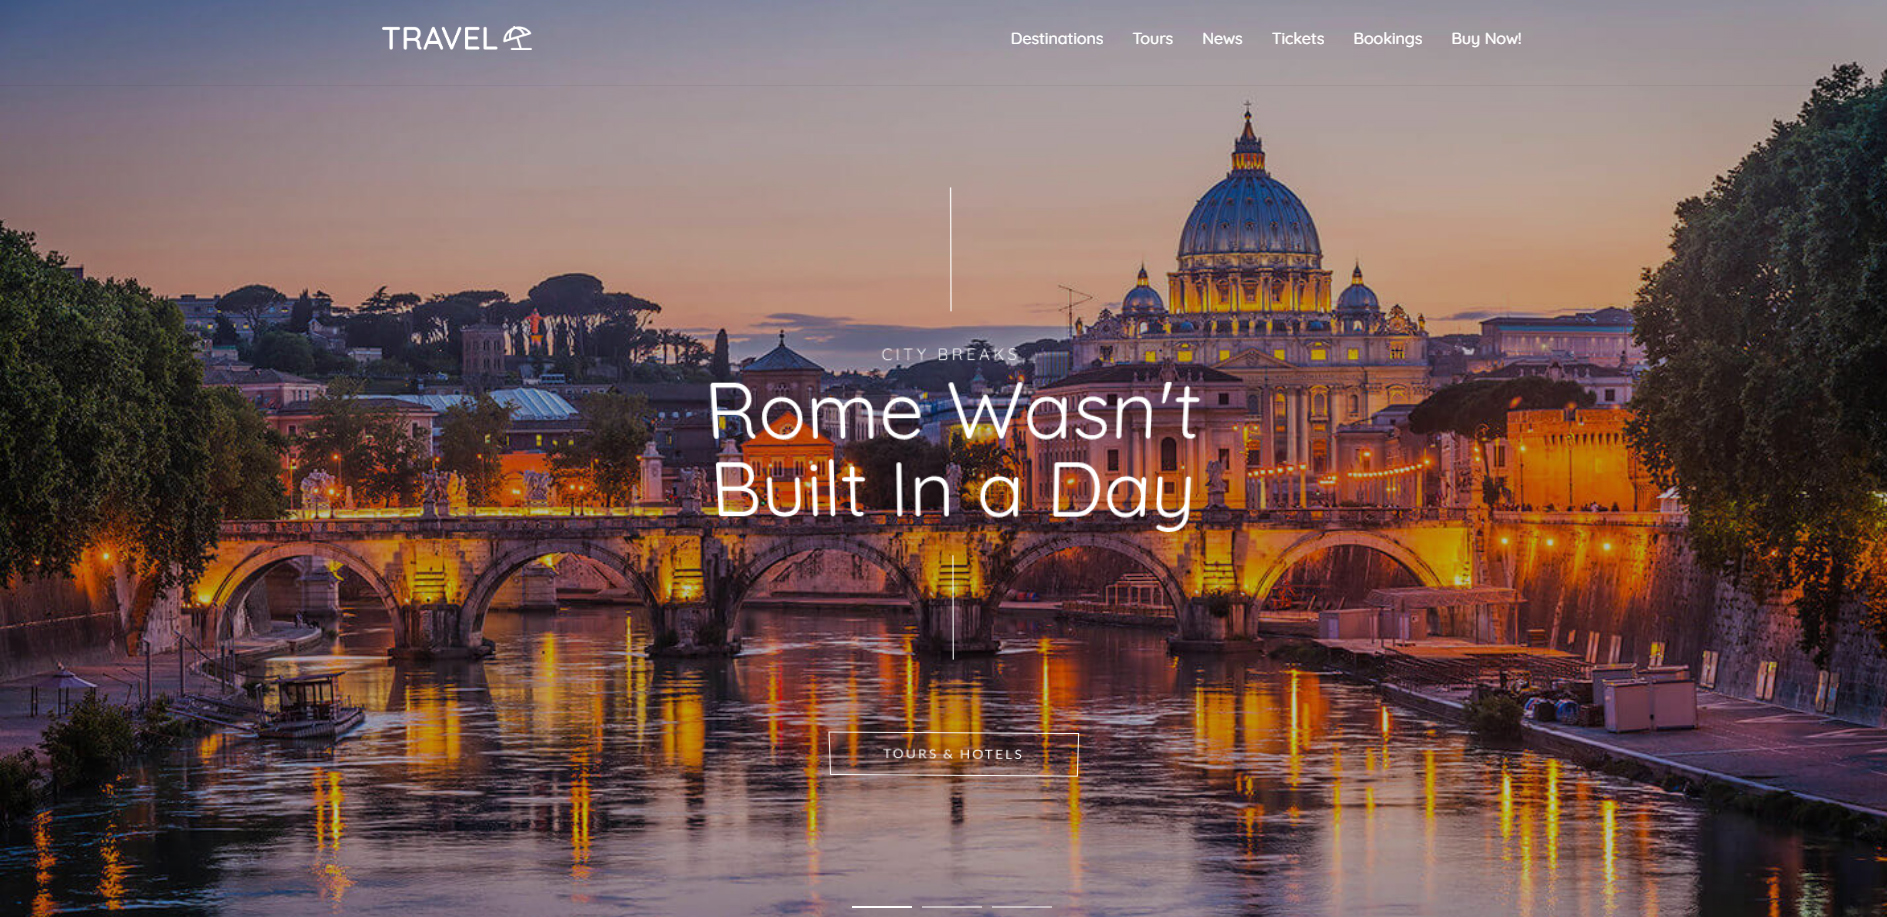 TRAVEL
Destinations Tours News Tickets Bookings Buy Now!
CITY BREAKS
Rome Wasn't
Built In a Day
TOURS & HOTELS